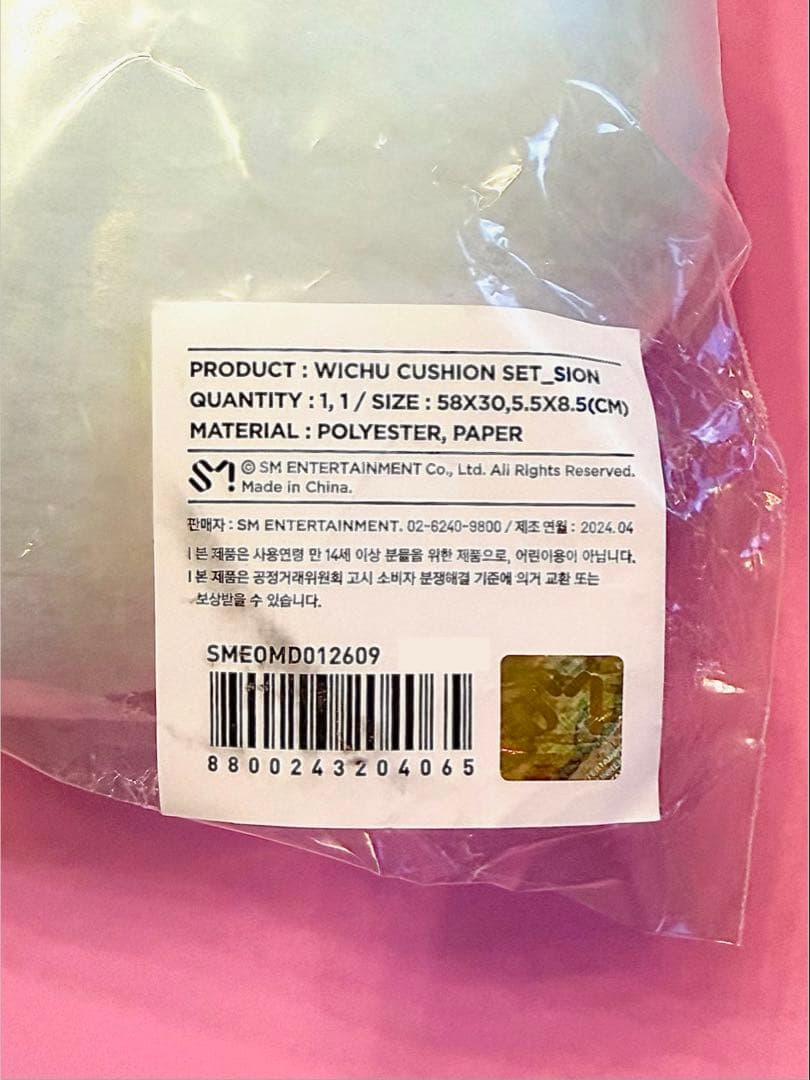 PRODUCT : WICHU CUSHION SET_SION
QUANTITY : 1, 1 / SIZE : 58X30,5.5X8.5(CM)
MATERIAL : POLYESTER, PAPER
SM! © SM ENTERTAINMENT Co., Ltd. All Rights Reserved.
Made in China.
판매자 : SM ENTERTAINMENT. 02-6240-9800 / 제조 연월 : 2024.04
| 본 제품은 사용연령 만 14세 이상 분들을 위한 제품으로, 어린이용이 아닙니다.
| 본 제품은 공정거래위원회 고시 소비자 분쟁해결 기준에 의거 교환 또는
보상받을 수 있습니다.
SMEOMD012609
8800243204065
SM